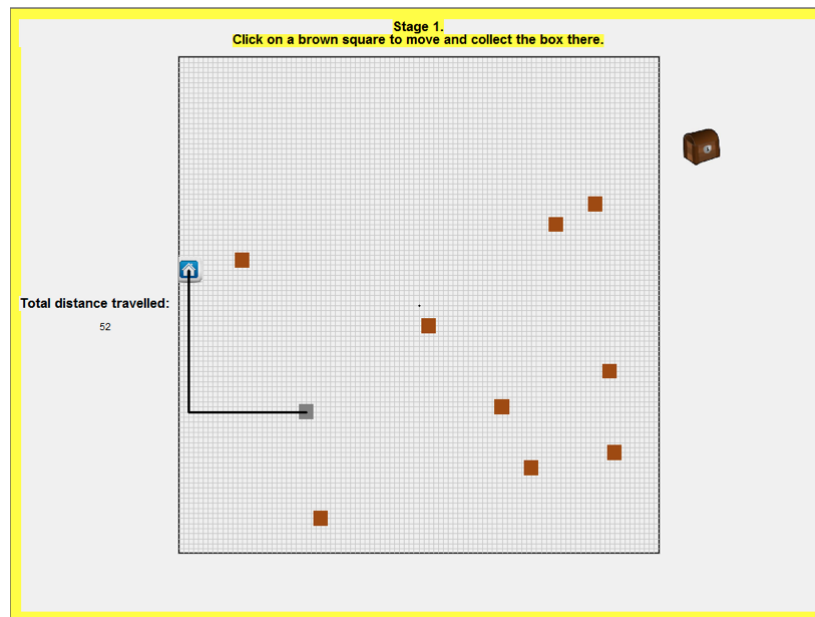 Stage 1.
Click on a brown square to move and collect the box there.
Total distance travelled:
52